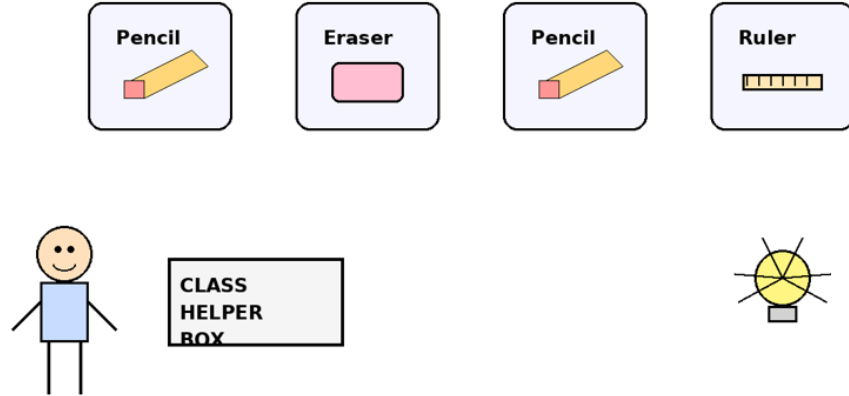 Pencil
Eraser
Pencil
Ruler
CLASS
HELPER
BOX